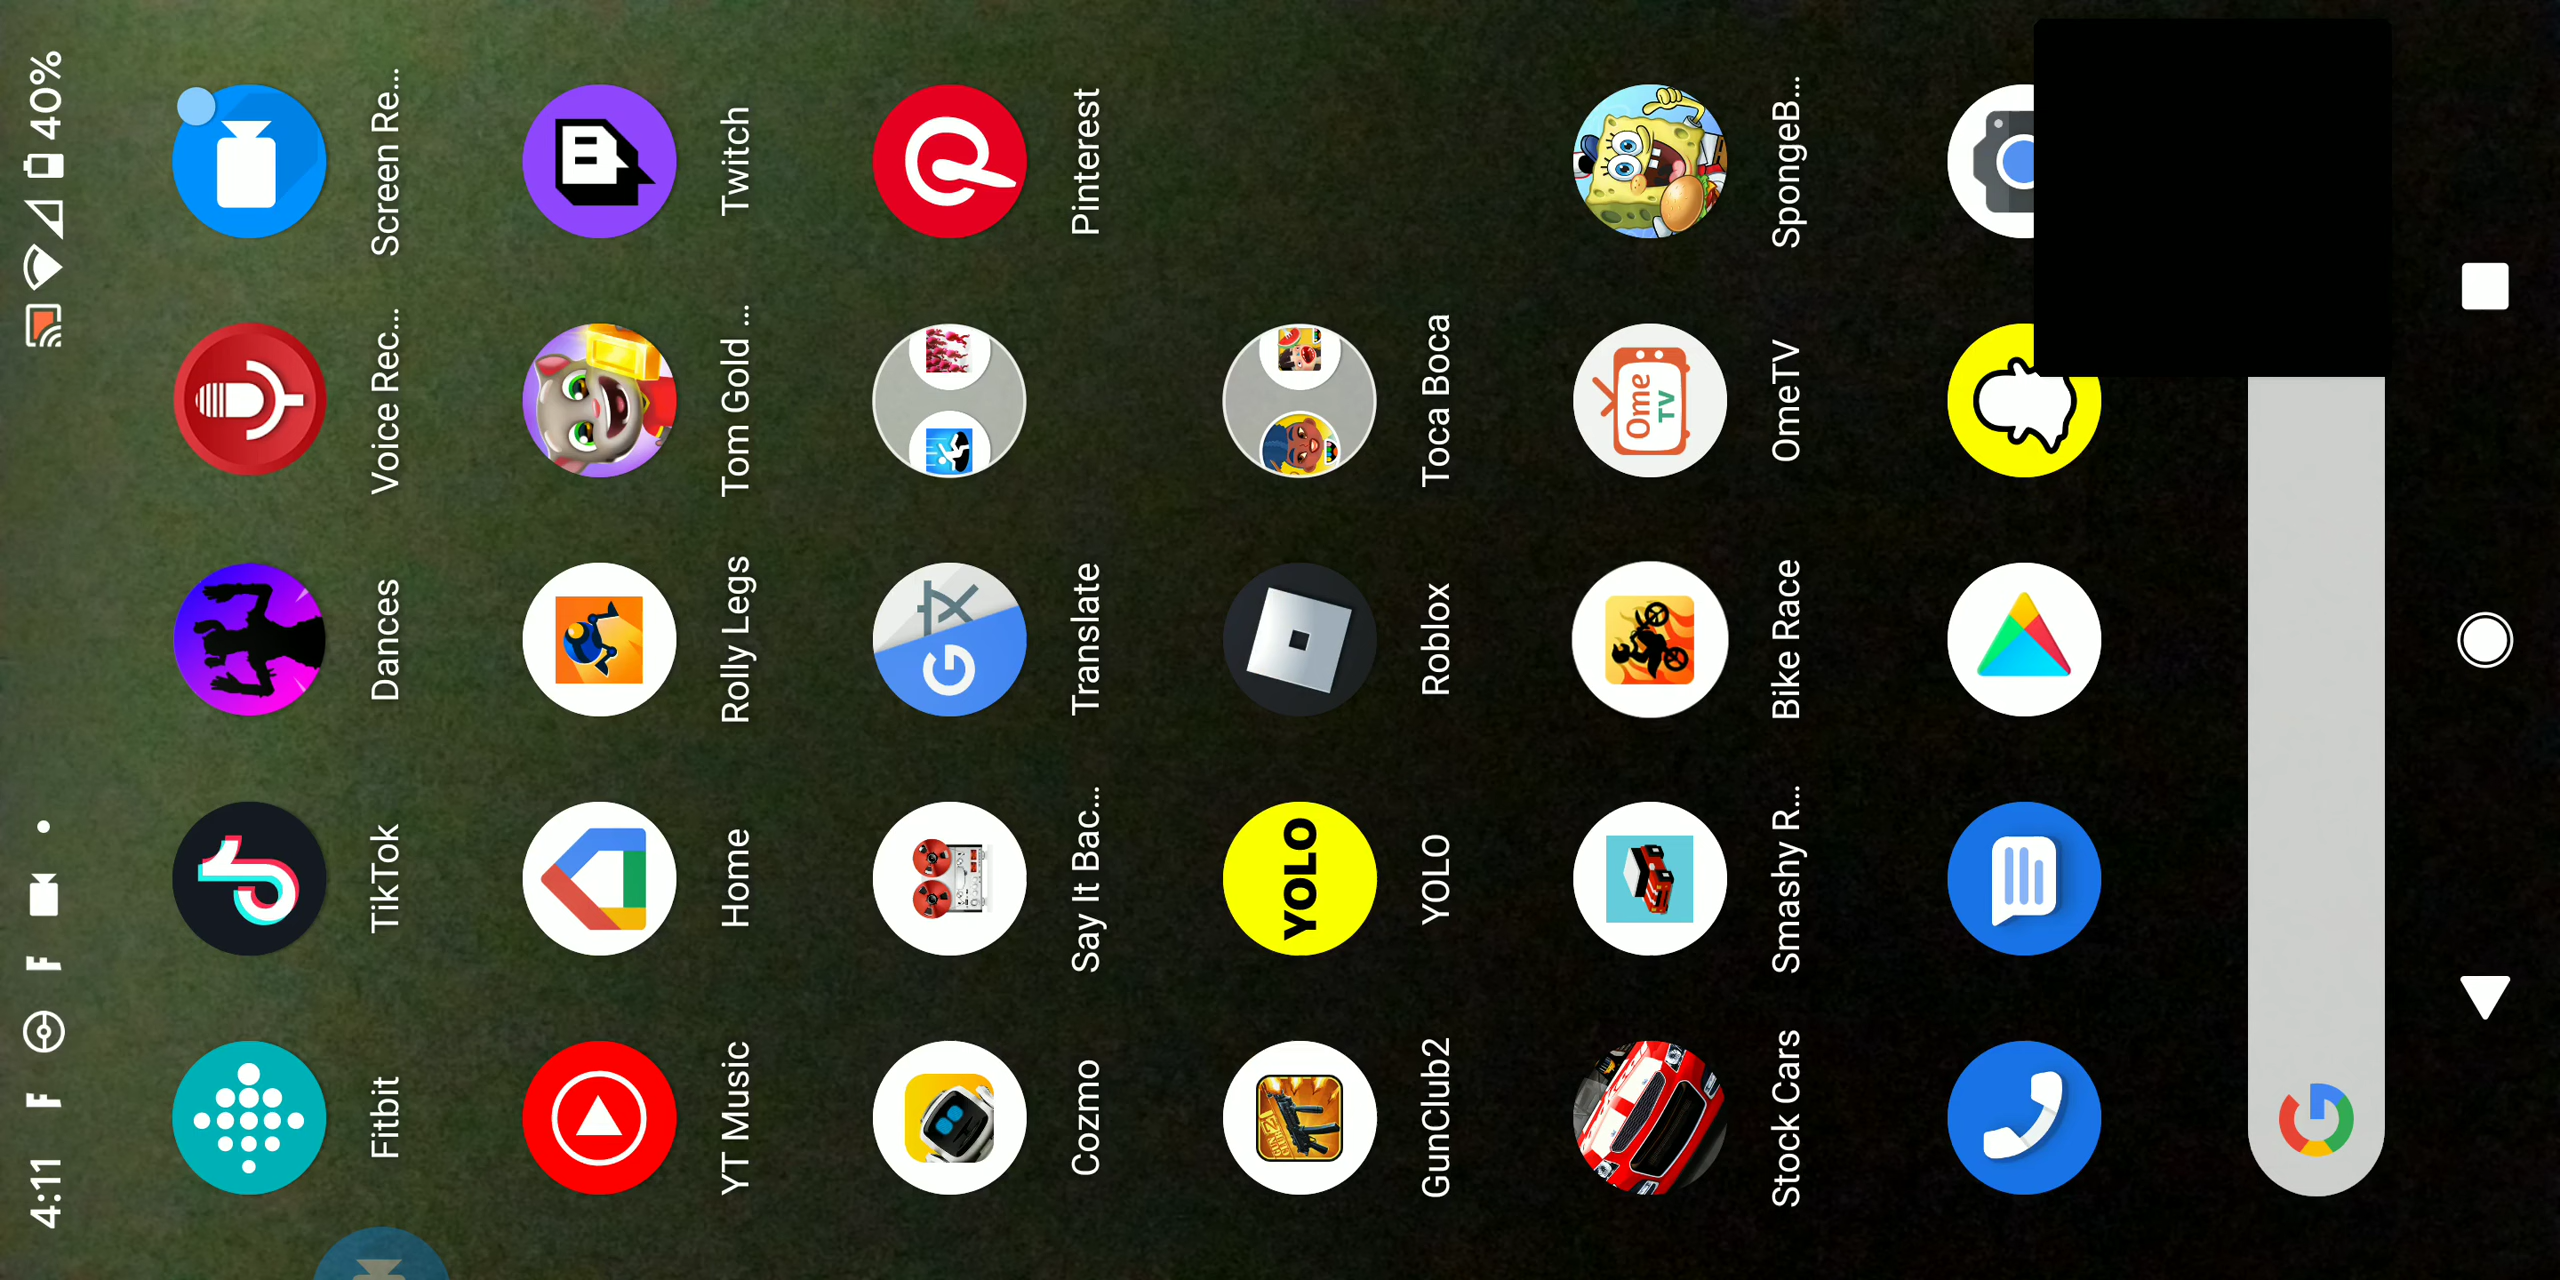 4:11 40%
Fitbit TikTok Dances Voice Rec... Screen Re...
YT Music Home Rolly Legs Tom Gold ... Twitch
Cozmo Say It Bac... Translate Pinterest
YOLO
Ome
TV
GunClub2 YOLO Roblox Toca Boca
Stock Cars Smashy R... Bike Race OmeTV SpongeB...